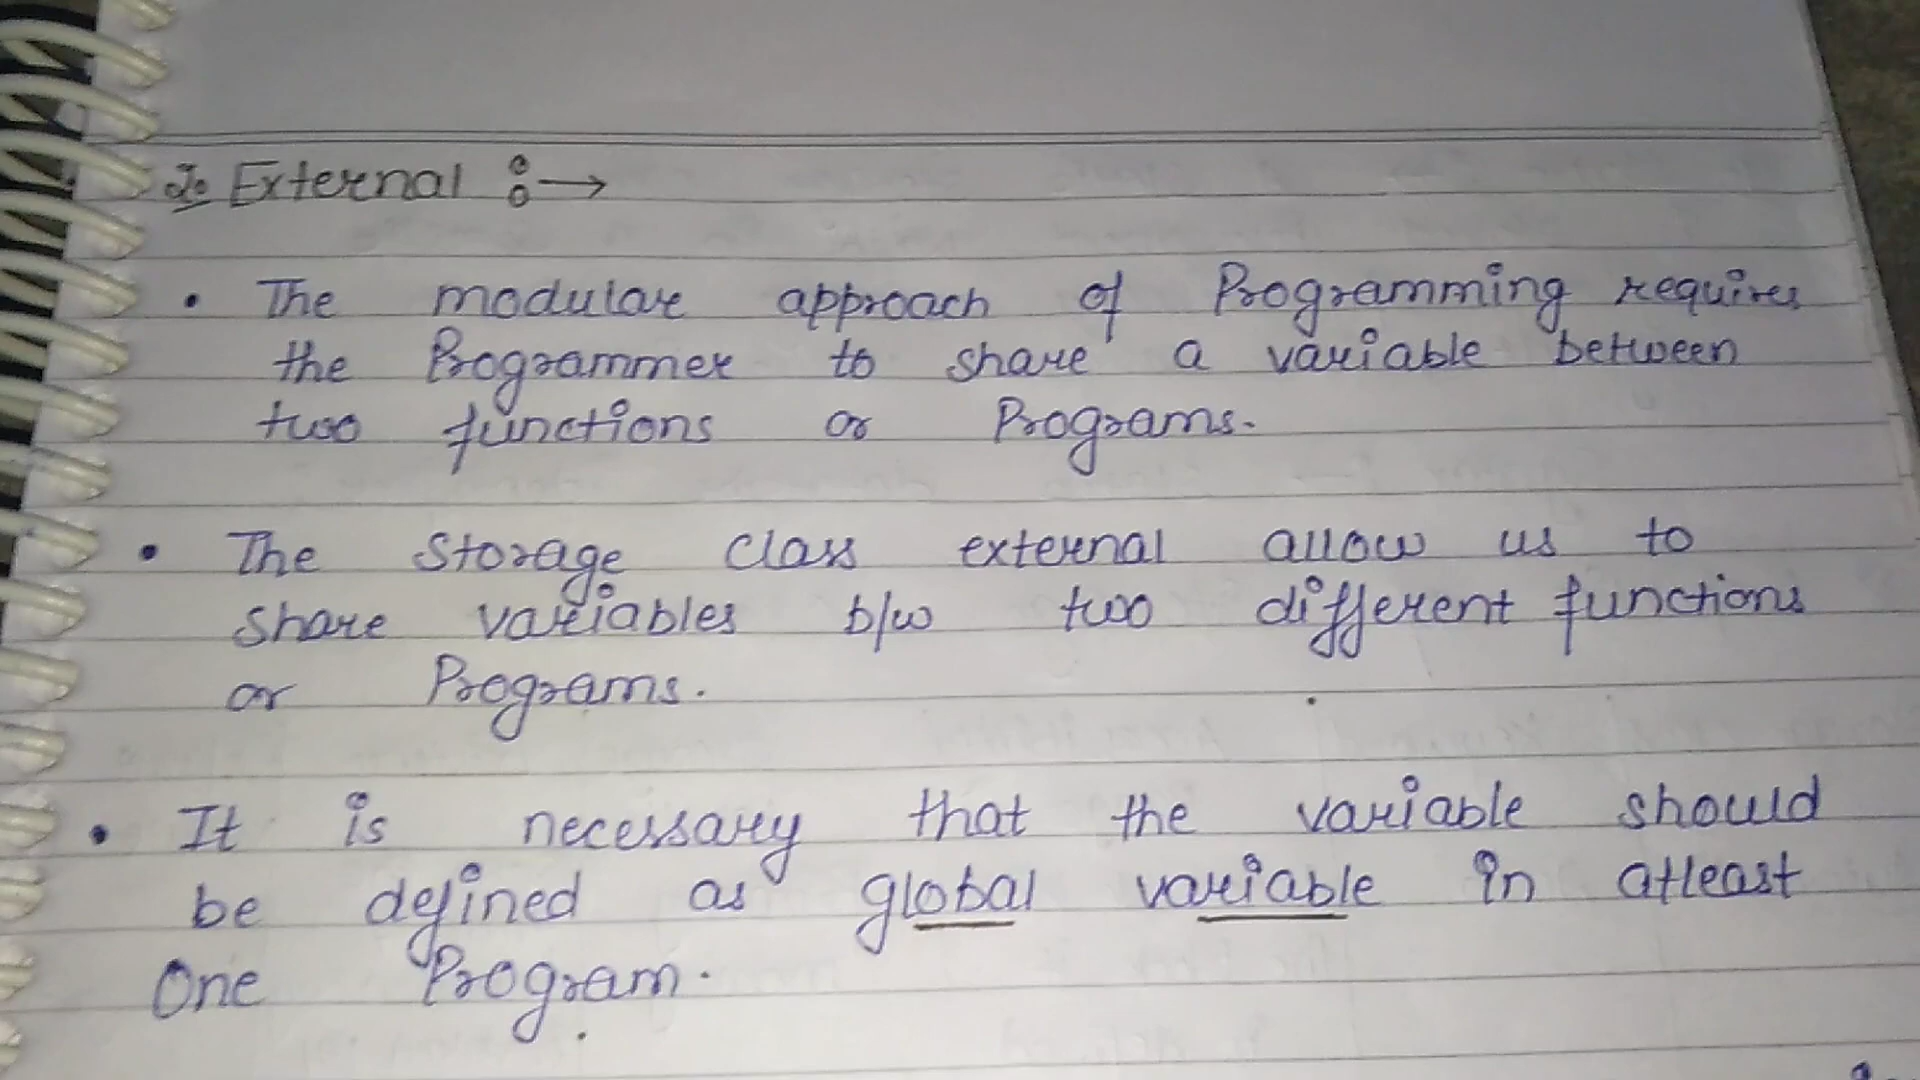 2. External :→
• The modular approach of Programming requires
the Programmer to share a variable between
two functions or Programs.
• The Storage class external allow us to
share variables b/w two different functions
or Programs.
• It is necessary that the variable should
be defined as global variable in atleast
One Program.